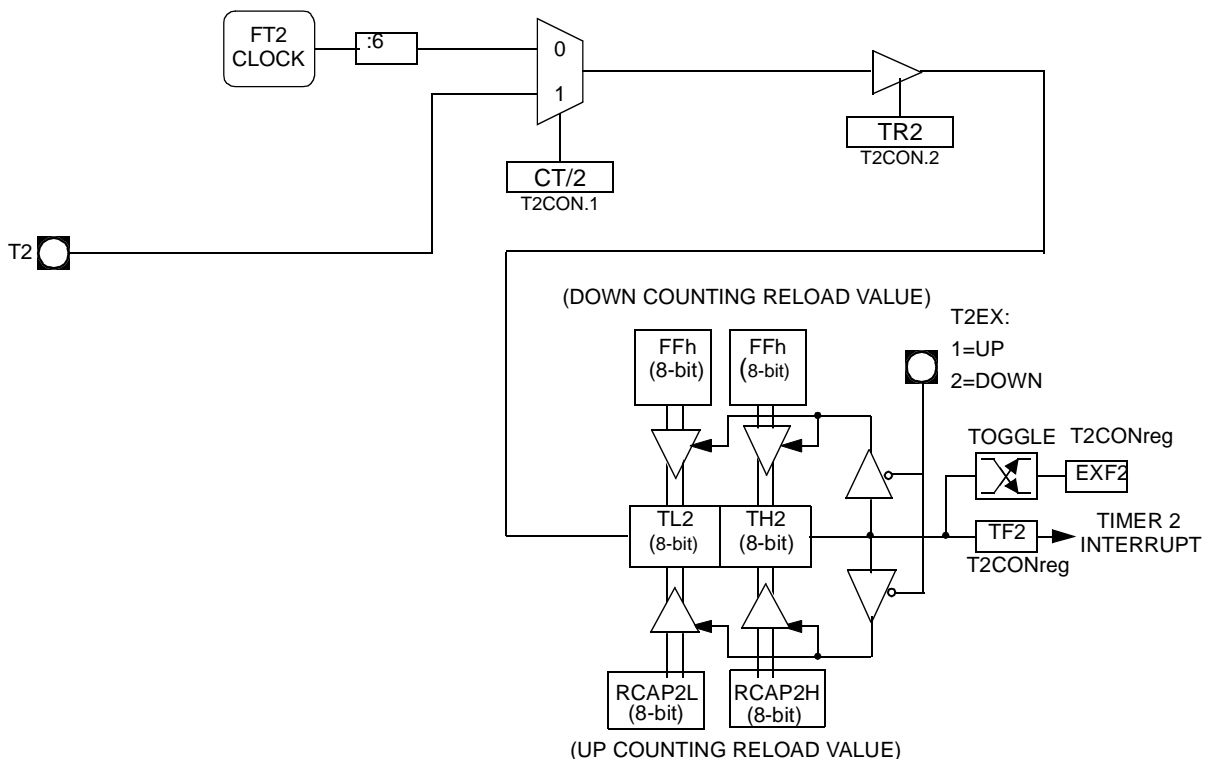 FT2
CLOCK
:6
0
1
TR2
T2CON.2
CT/2
T2CON.1
T2
(DOWN COUNTING RELOAD VALUE)
T2EX:
1=UP
2=DOWN
FFh
(8-bit)
FFh
(8-bit)
TOGGLE
T2CONreg
EXF2
TL2
(8-bit)
TH2
(8-bit)
TF2
T2CONreg
TIMER 2
INTERRUPT
RCAP2L
(8-bit)
RCAP2H
(8-bit)
(UP COUNTING RELOAD VALUE)